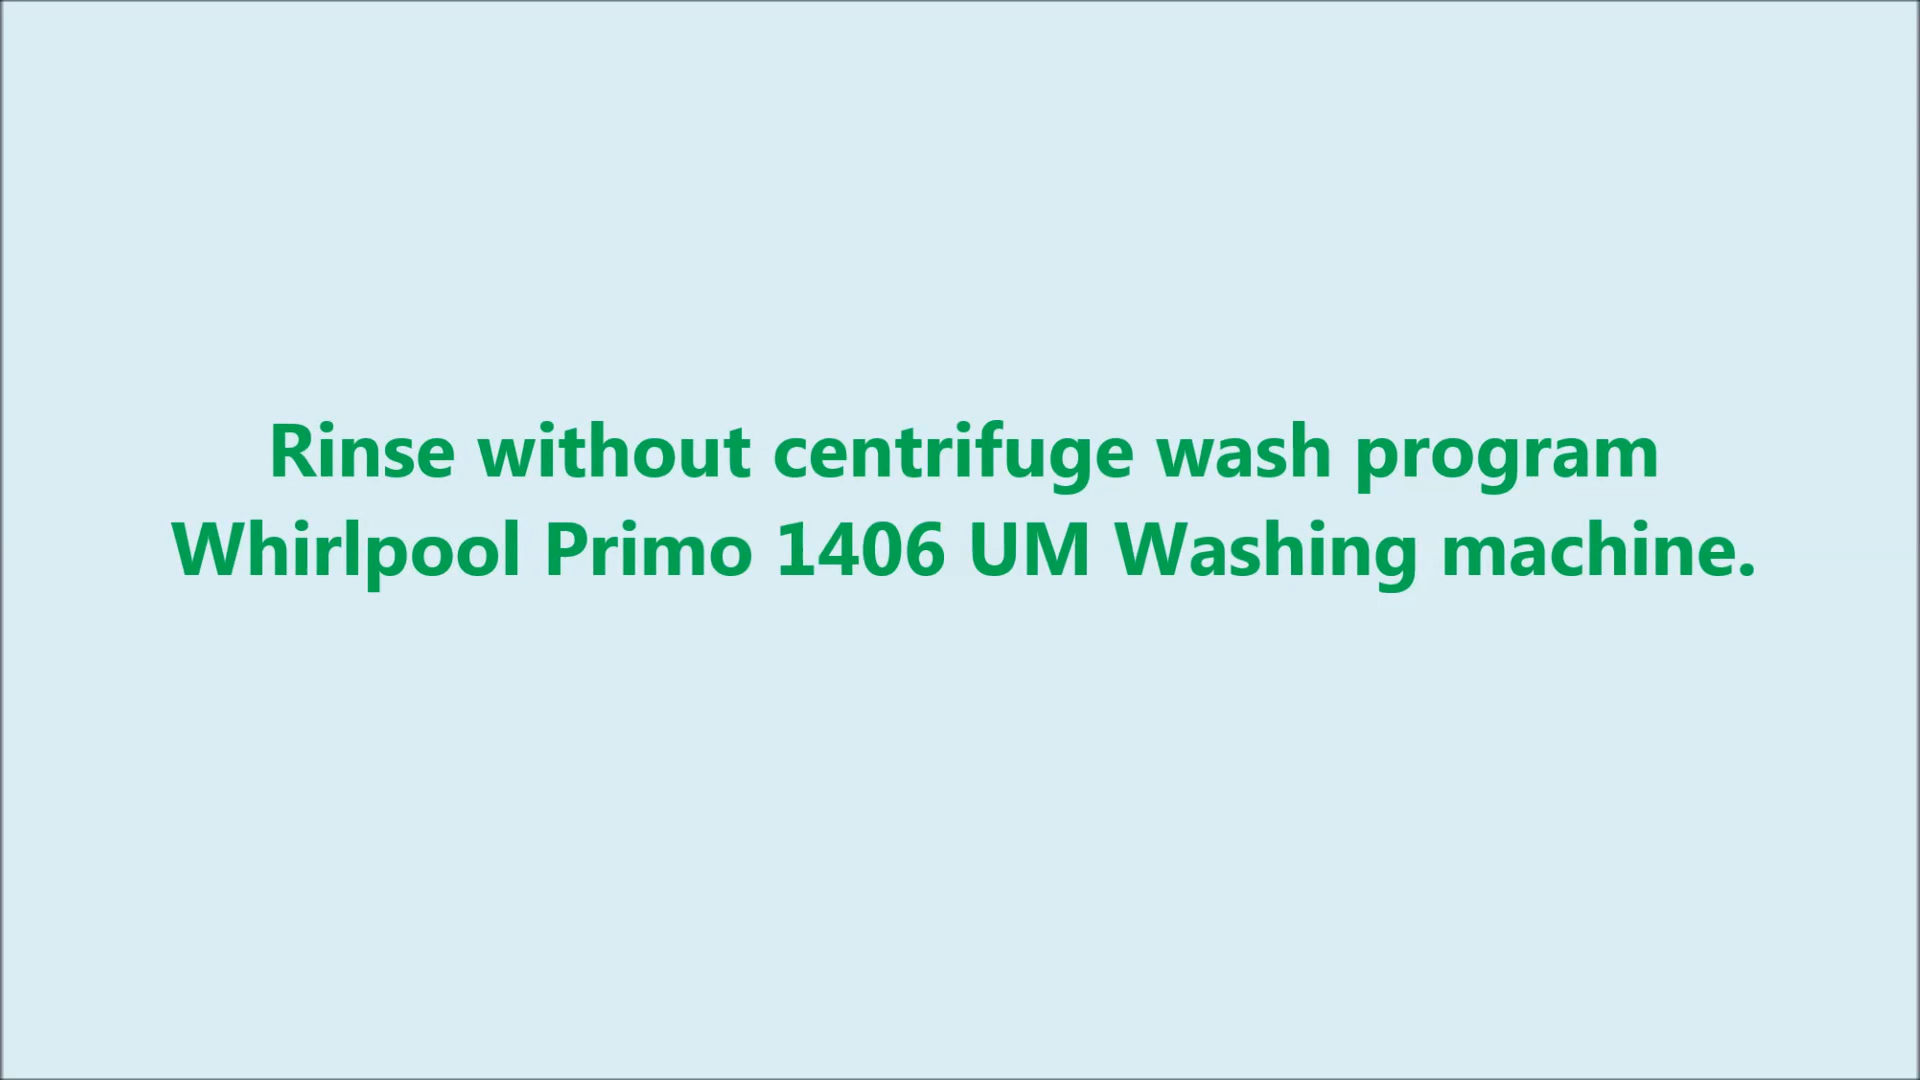 Rinse without centrifuge wash program
Whirlpool Primo 1406 UM Washing machine.